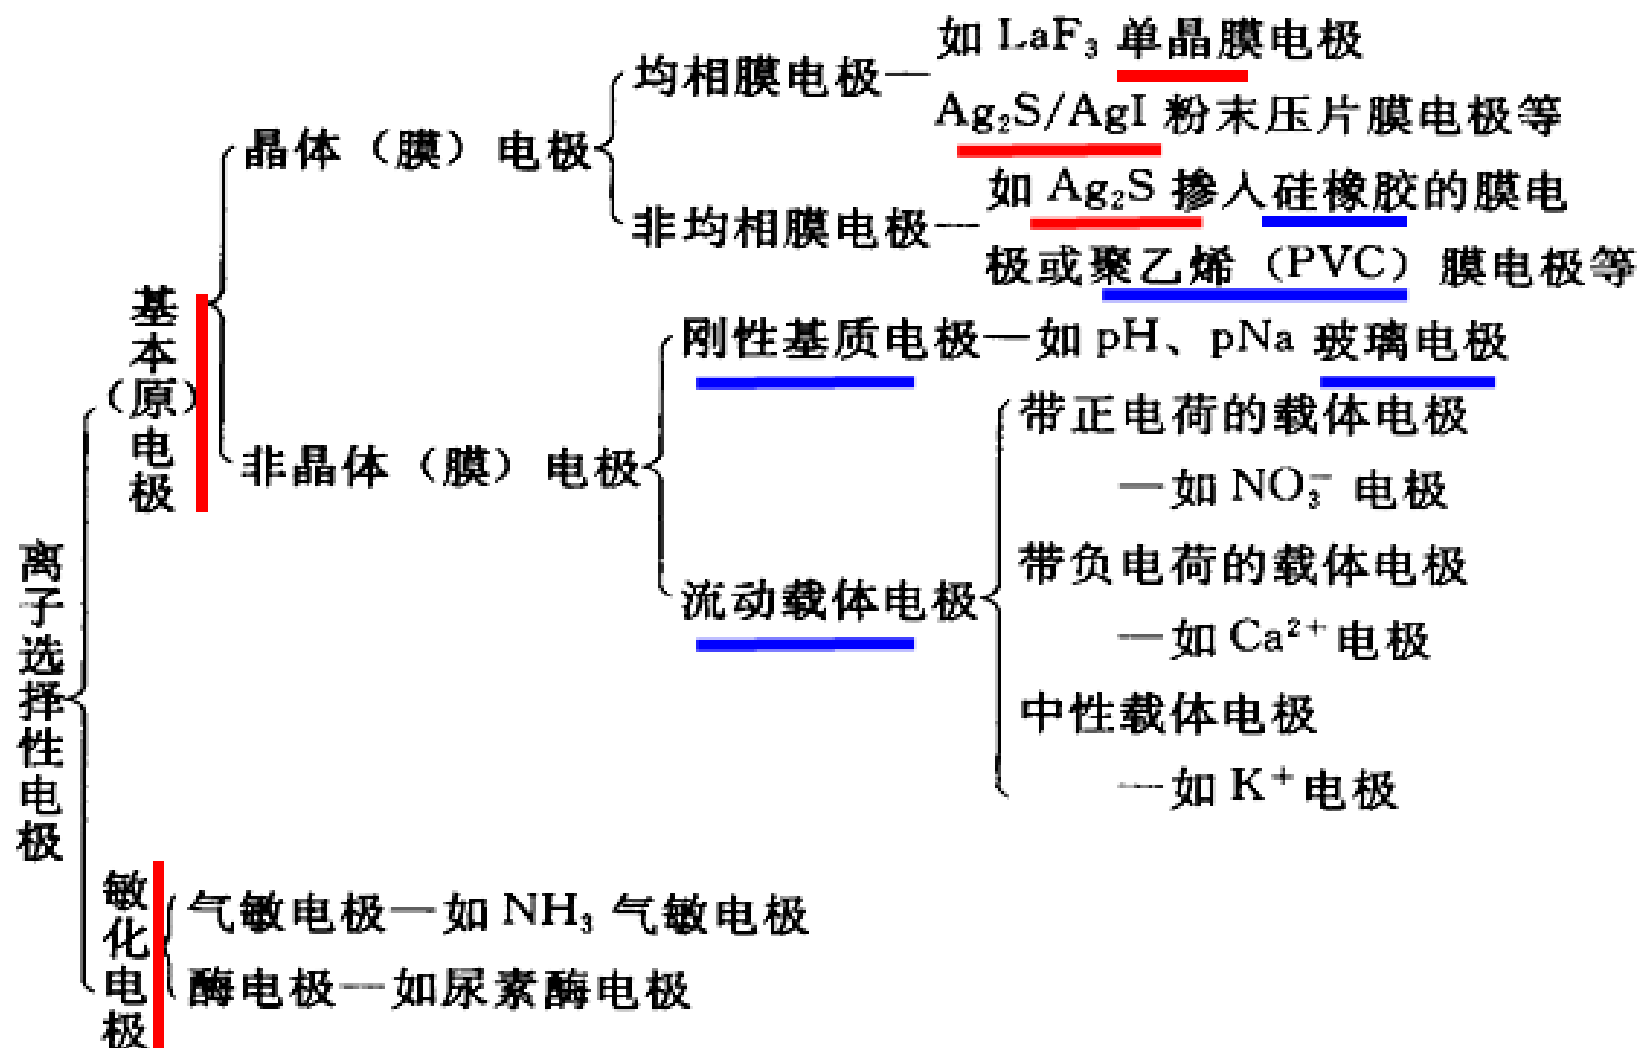 如 LaF₃ 单晶膜电极
均相膜电极—
Ag₂S/AgI 粉末压片膜电极等
晶体（膜）电极
如 Ag₂S 掺人硅橡胶的膜电
非均相膜电极—
极或聚乙烯（PVC）膜电极等
基本（原）电极
刚性基质电极—如 pH、pNa 玻璃电极
带正电荷的载体电极
非晶体（膜）电极
—如 NO₃⁻ 电极
带负电荷的载体电极
流动载体电极
—如 Ca²⁺ 电极
离子选择性电极
中性载体电极
—如 K⁺ 电极
敏化电极
气敏电极—如 NH₃ 气敏电极
酶电极—如尿素酶电极